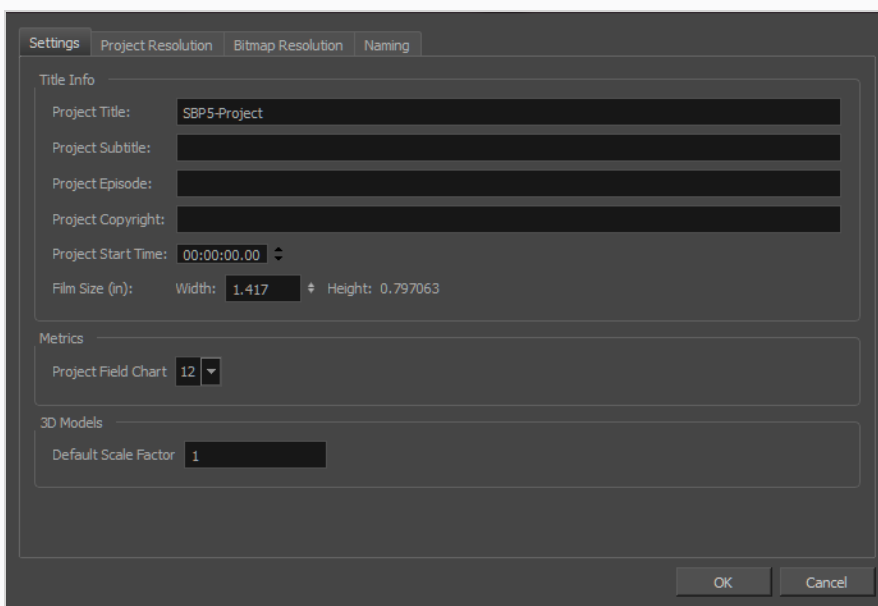 Settings Project Resolution Bitmap Resolution Naming
Title Info
Project Title: SBP5-Project
Project Subtitle:
Project Episode:
Project Copyright:
Project Start Time: 00:00:00.00
Film Size (in): Width: 1.417 Height: 0.797063
Metrics
Project Field Chart 12
3D Models
Default Scale Factor 1
OK Cancel